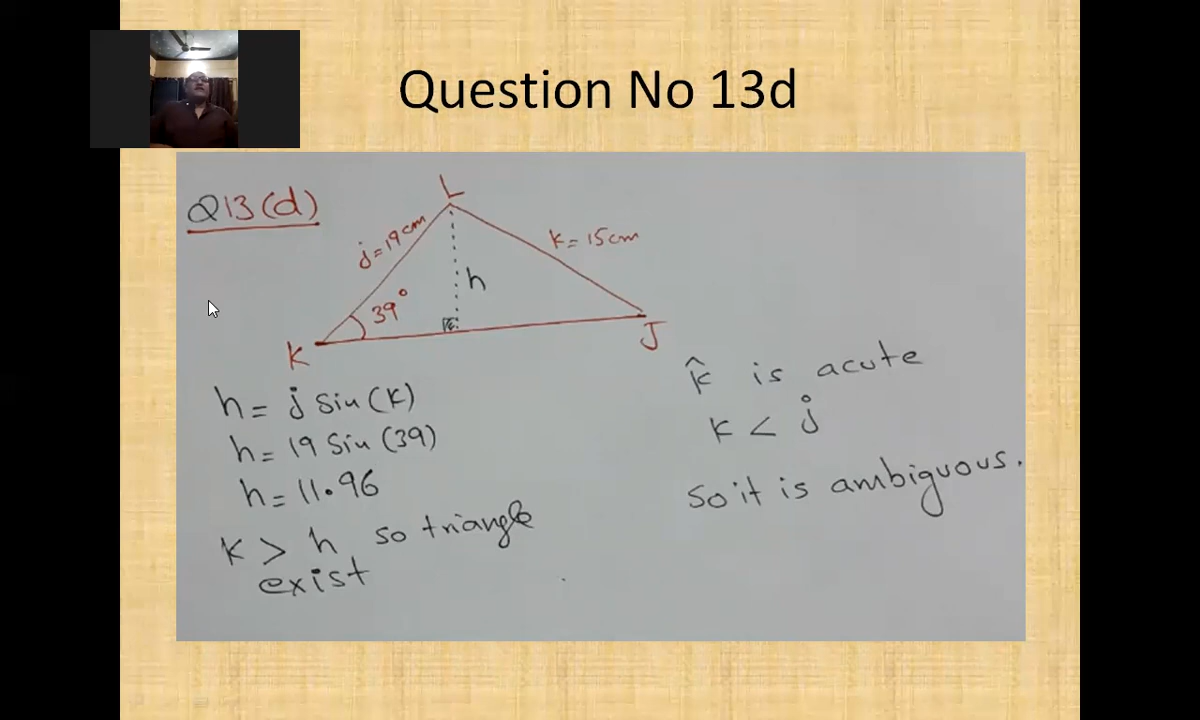 Question No 13d
Q13(d)
L
j=19cm
k=15cm
h
39°
K
J
h= j sin(K)
h= 19 Sin(39)
h= 11.96
K > h so triangle
exist
k̂ is acute
k < j
So it is ambiguous.